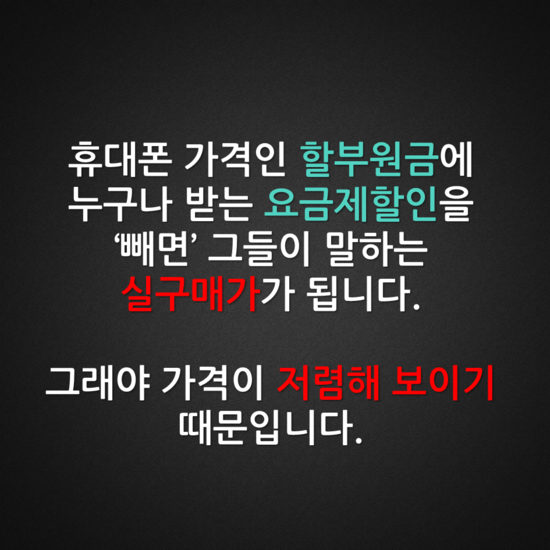 휴대폰 가격인 할부원금에
누구나 받는 요금제할인을
‘빼면’ 그들이 말하는
실구매가가 됩니다.
그래야 가격이 저렴해 보이기
때문입니다.